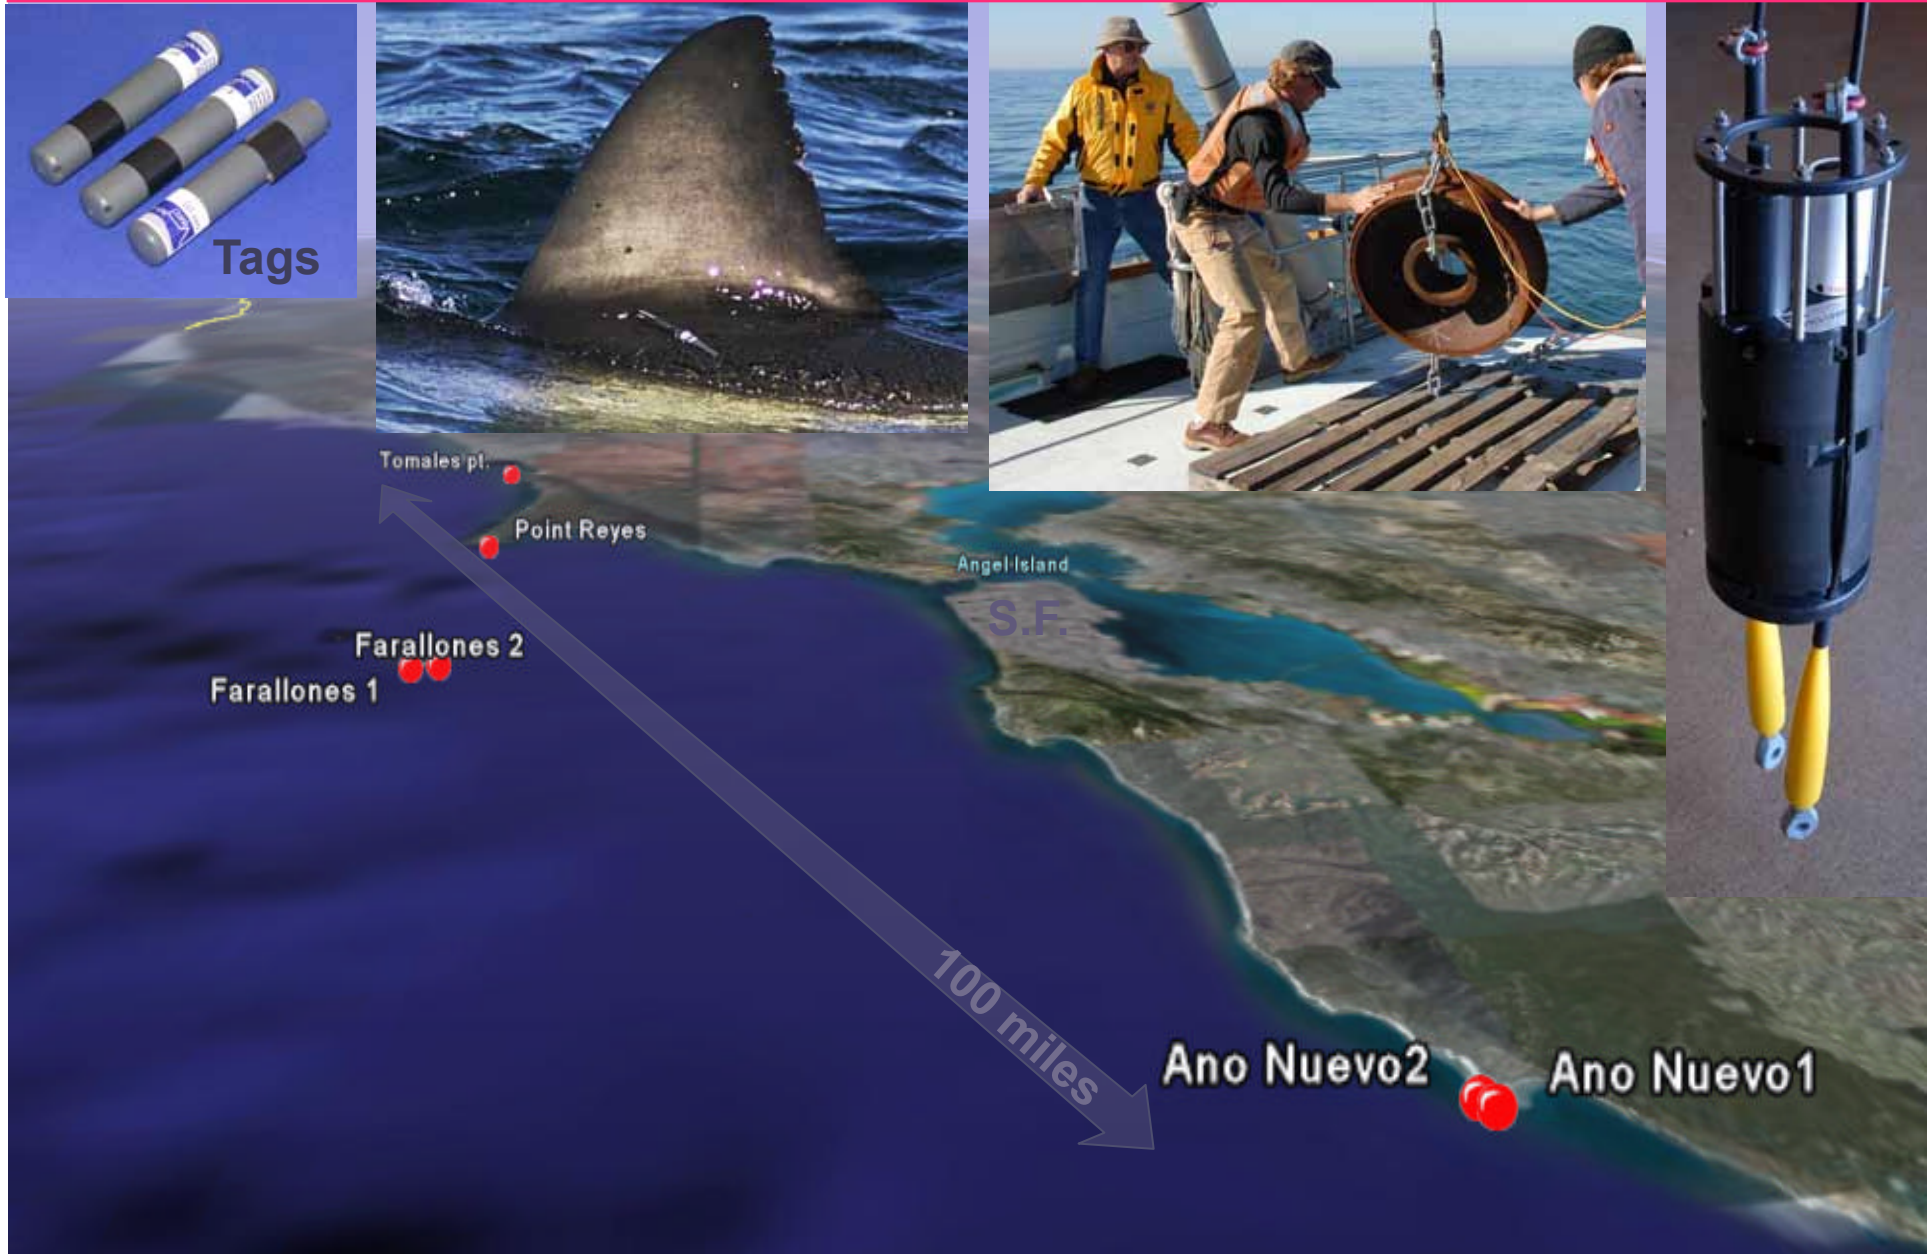 Tags
Tomales pt.
Point Reyes
Angel Island
S.F.
Farallones 2
Farallones 1
100 miles
Ano Nuevo2
Ano Nuevo1